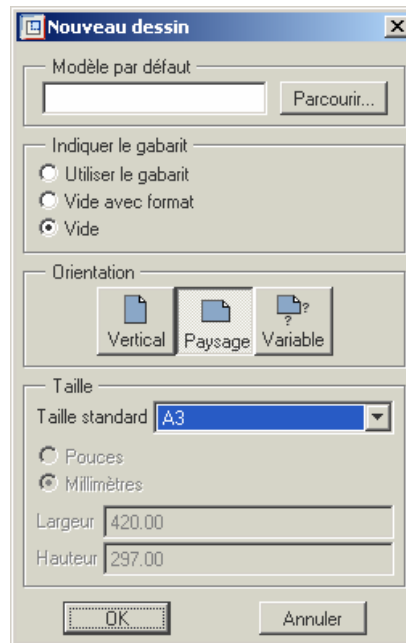 Nouveau dessin
Modèle par défaut
Parcourir...
Indiquer le gabarit
Utiliser le gabarit
Vide avec format
Vide
Orientation
Vertical Paysage Variable
Taille
Taille standard A3
Pouces
Millimètres
Largeur 420.00
Hauteur 297.00
OK Annuler